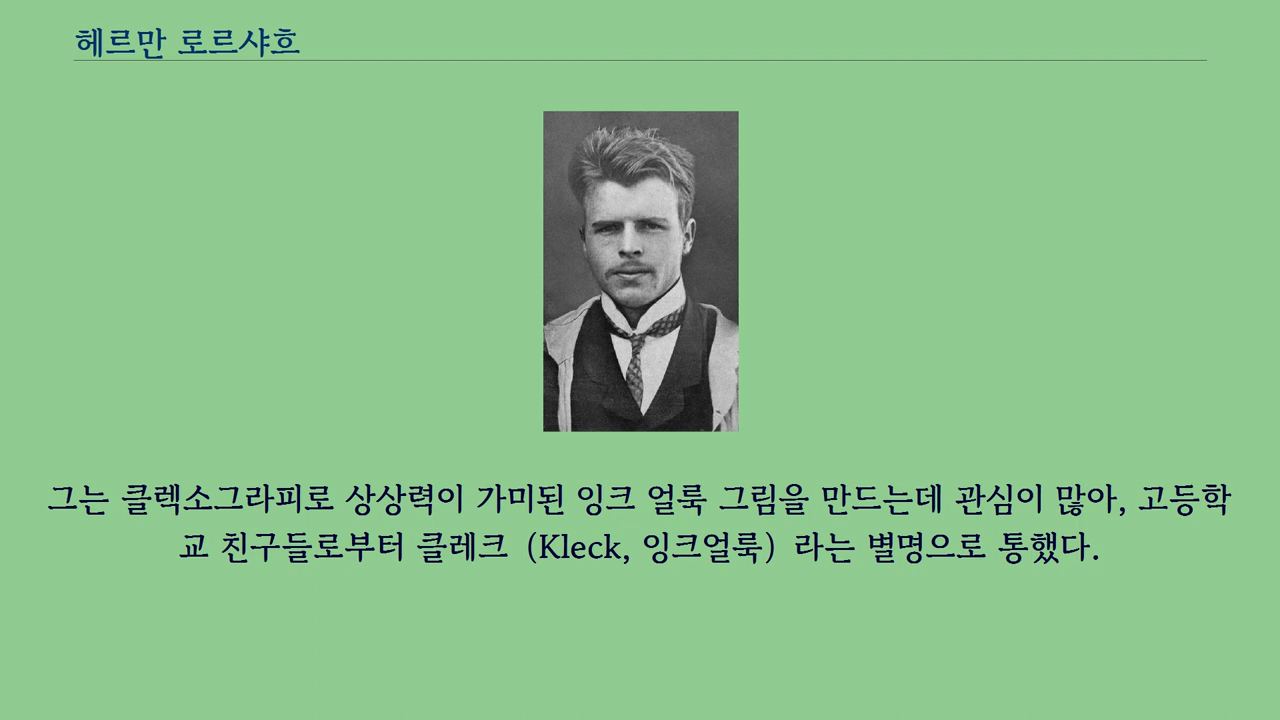 헤르만 로르샤흐
그는 클렉소그라피로 상상력이 가미된 잉크 얼룩 그림을 만드는데 관심이 많아, 고등학
교 친구들로부터 클레크 (Kleck, 잉크얼룩) 라는 별명으로 통했다.